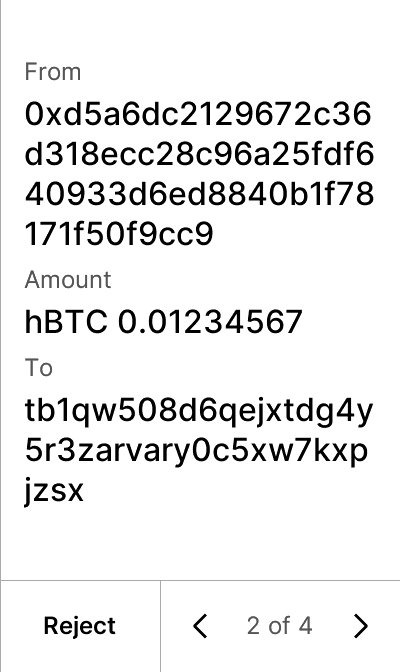 From
0xd5a6dc2129672c36
d318ecc28c96a25fdf6
40933d6ed8840b1f78
171f50f9cc9
Amount
hBTC 0.01234567
To
tb1qw508d6qejxtdg4y
5r3zarvary0c5xw7kxp
jzsx
Reject
2 of 4